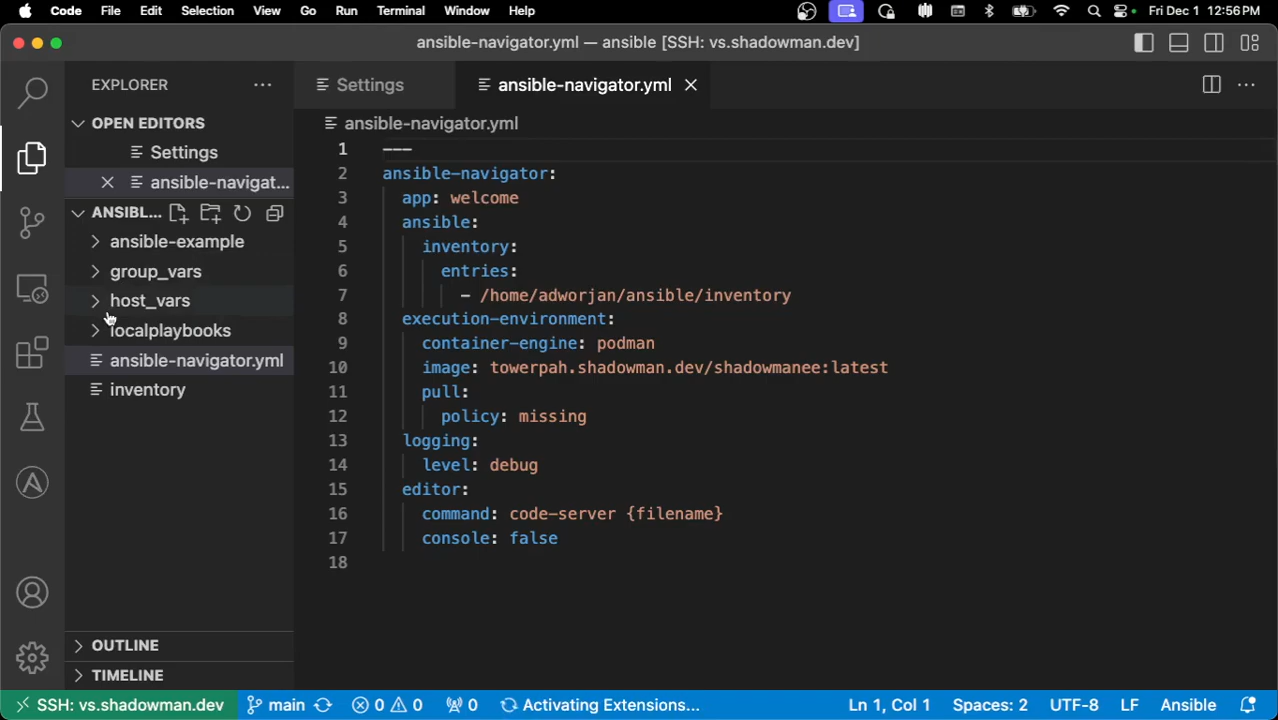 Code File Edit Selection View Go Run Terminal Window Help Fri Dec 1 12:56 PM
ansible-navigator.yml — ansible [SSH: vs.shadowman.dev]
EXPLORER
Settings
ansible-navigator.yml
OPEN EDITORS
Settings
ansible-navigat...
ANSIBL...
ansible-example
group_vars
host_vars
localplaybooks
ansible-navigator.yml
inventory
OUTLINE
TIMELINE
ansible-navigator.yml
1 ---
2 ansible-navigator:
3 app: welcome
4 ansible:
5 inventory:
6 entries:
7 - /home/adworjan/ansible/inventory
8 execution-environment:
9 container-engine: podman
10 image: towerpah.shadowman.dev/shadowmanee:latest
11 pull:
12 policy: missing
13 logging:
14 level: debug
15 editor:
16 command: code-server {filename}
17 console: false
18
SSH: vs.shadowman.dev main 0 0 0 Activating Extensions... Ln 1, Col 1 Spaces: 2 UTF-8 LF Ansible